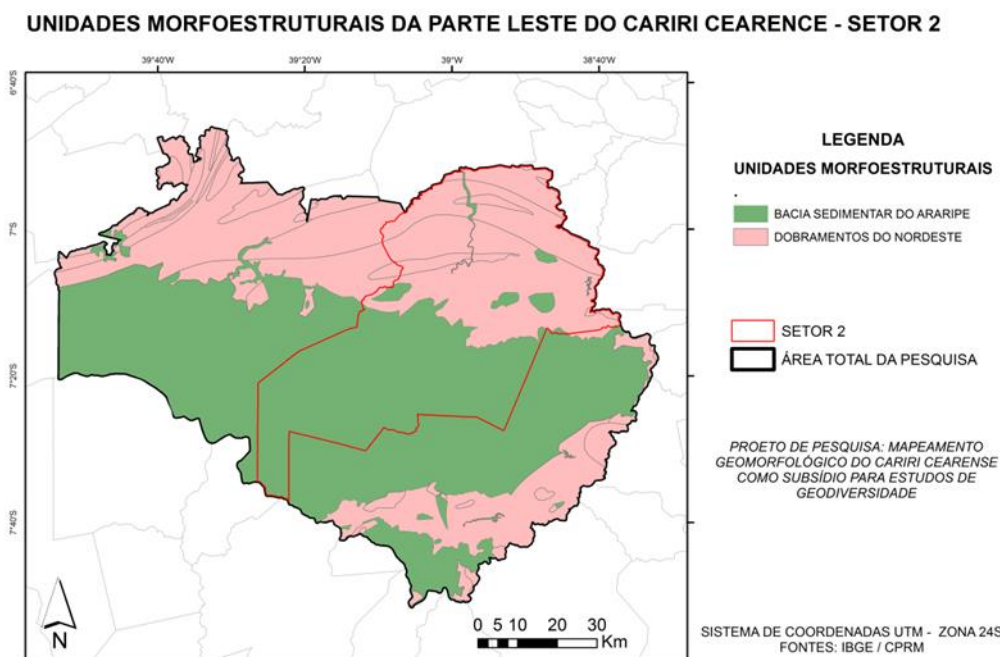 UNIDADES MORFOESTRUTURAIS DA PARTE LESTE DO CARIRI CEARENCE - SETOR 2
39°40'S
39°20'S
39°S
38°40'S
6°40'S
7°S
7°20'S
7°40'S
N
0 5 10 20 30
Km
LEGENDA
UNIDADES MORFOESTRUTURAIS
.
BACIA SEDIMENTAR DO ARARIPE
DOBRAMENTOS DO NORDESTE
SETOR 2
ÁREA TOTAL DA PESQUISA
PROETO DE PESQUISA: MAPEAMENTO
GEOMORFOLÓGICO DO CARIRI CEARENSE
COMO SUBSÍDIO PARA ESTUDOS DE
GEODIVERSIDADE
SISTEMA DE COORDENADAS UTM - ZONA 24S
FONTES: IBGE / CPRM